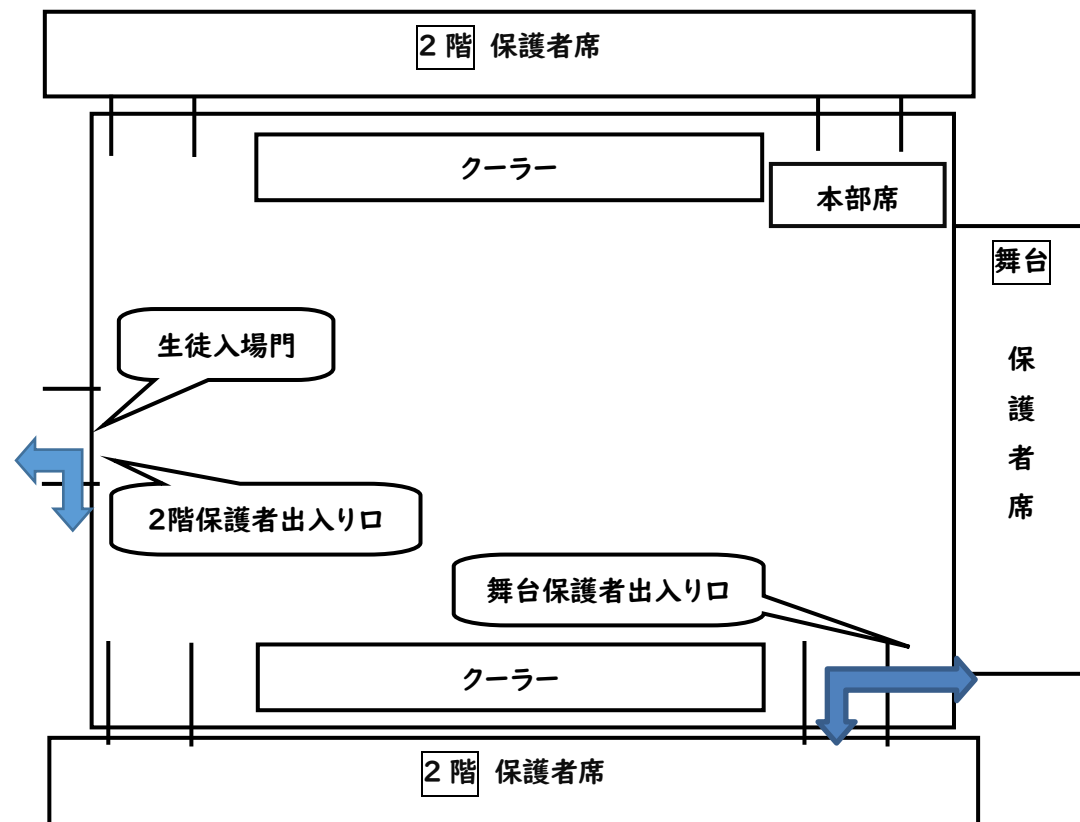 2階 保護者席
クーラー
本部席
舞台
保護者席
生徒入場門
2階保護者出入り口
舞台保護者出入り口
クーラー
2階 保護者席